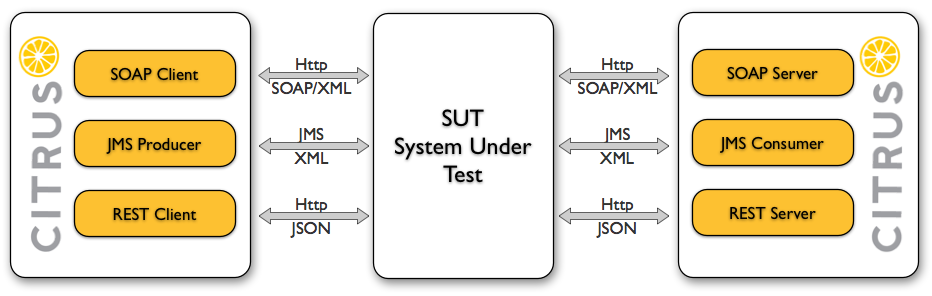 CITRUS
SOAP Client
JMS Producer
REST Client
Http
SOAP/XML
JMS
XML
Http
JSON
SUT
System Under
Test
Http
SOAP/XML
JMS
XML
Http
JSON
SOAP Server
JMS Consumer
REST Server
CITRUS